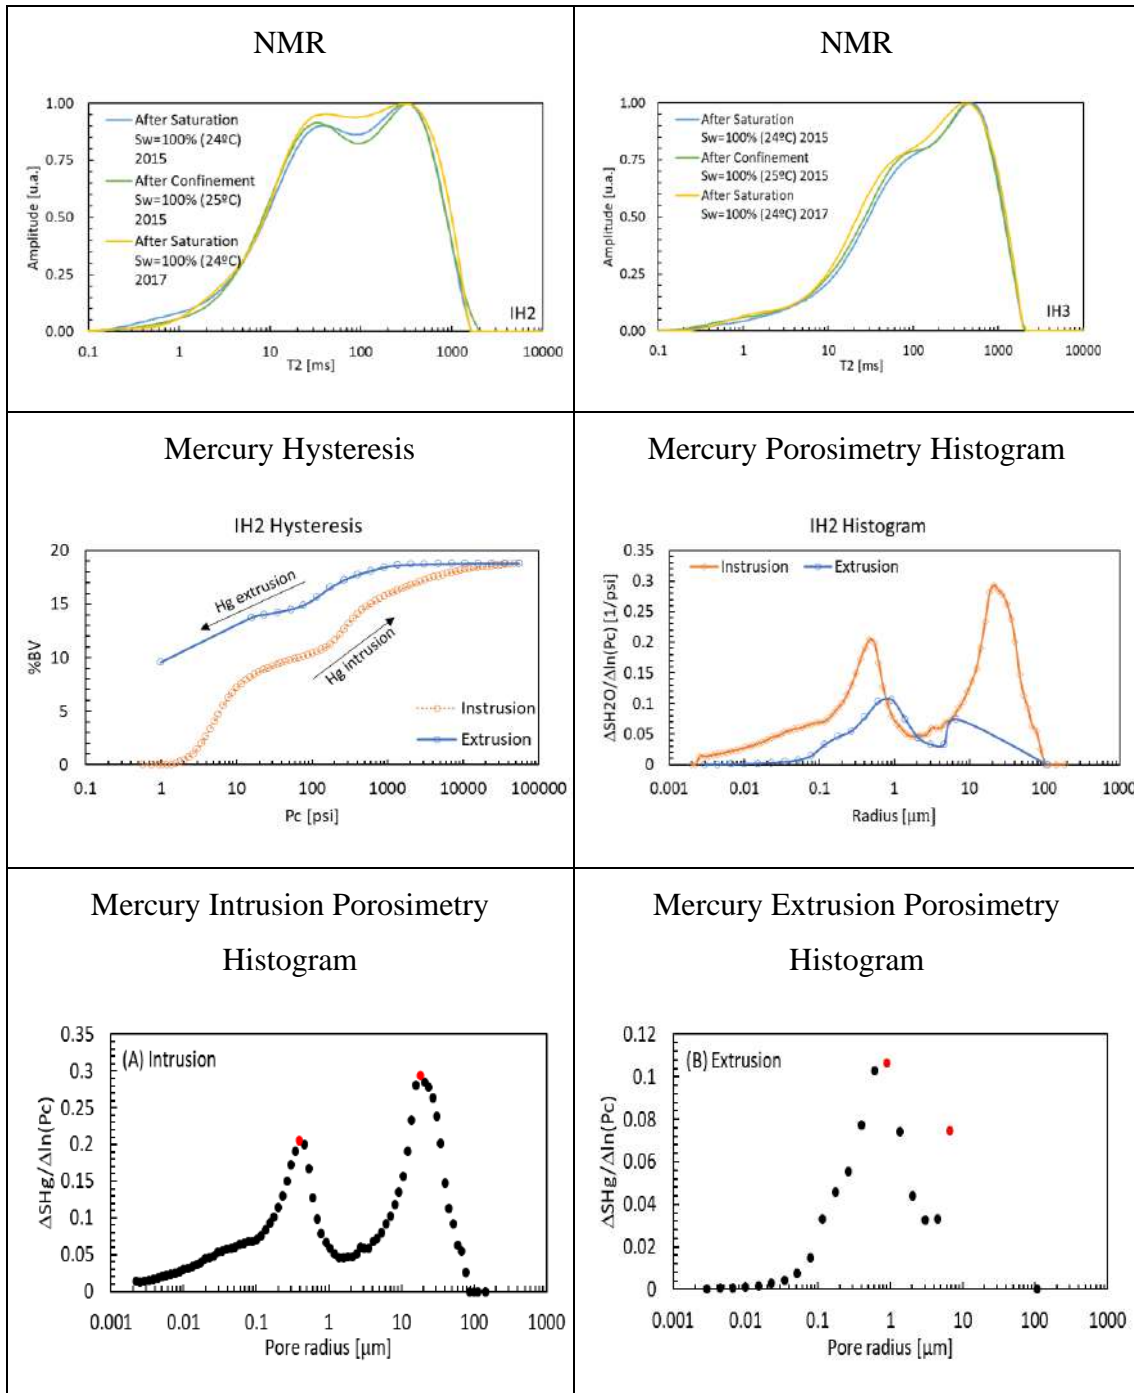 NMR
1.00
0.75
0.50
0.25
0.00
Amplitude [u.a.]
After Saturation
Sw=100% (24ºC)
2015
After Confinement
Sw=100% (25ºC)
2015
After Saturation
Sw=100% (24ºC)
2017
IH2
0.1 1 10 100 1000 10000
T2 [ms]
NMR
1.00
0.75
0.50
0.25
0.00
Amplitude [u.a.]
After Saturation
Sw=100% (24ºC) 2015
After Confinement
Sw=100% (25ºC) 2015
After Saturation
Sw=100% (24ºC) 2017
IH3
0.1 1 10 100 1000 10000
T2 [ms]
Mercury Hysteresis
IH2 Hysteresis
20
15
10
5
0
%BV
Hg extrusion
Hg intrusion
Instrusion
Extrusion
0.1 1 10 100 1000 10000 100000
Pc [psi]
Mercury Porosimetry Histogram
IH2 Histogram
0.35
0.3
0.25
0.2
0.15
0.1
0.05
0
ΔSH2O/Δln(Pc) [1/psi]
Instrusion Extrusion
0.001 0.1 10 100 1000
Radius [μm]
Mercury Intrusion Porosimetry
Histogram
0.35
0.3
0.25
0.2
0.15
0.1
0.05
0
ΔSHg/Δln(Pc)
(A) Intrusion
0.001 0.01 0.1 1 10 100 1000
Pore radius [μm]
Mercury Extrusion Porosimetry
Histogram
0.12
0.1
0.08
0.06
0.04
0.02
0
ΔSHg/Δln(Pc)
(B) Extrusion
0.001 0.01 0.1 1 10 100 1000
Pore radius [μm]